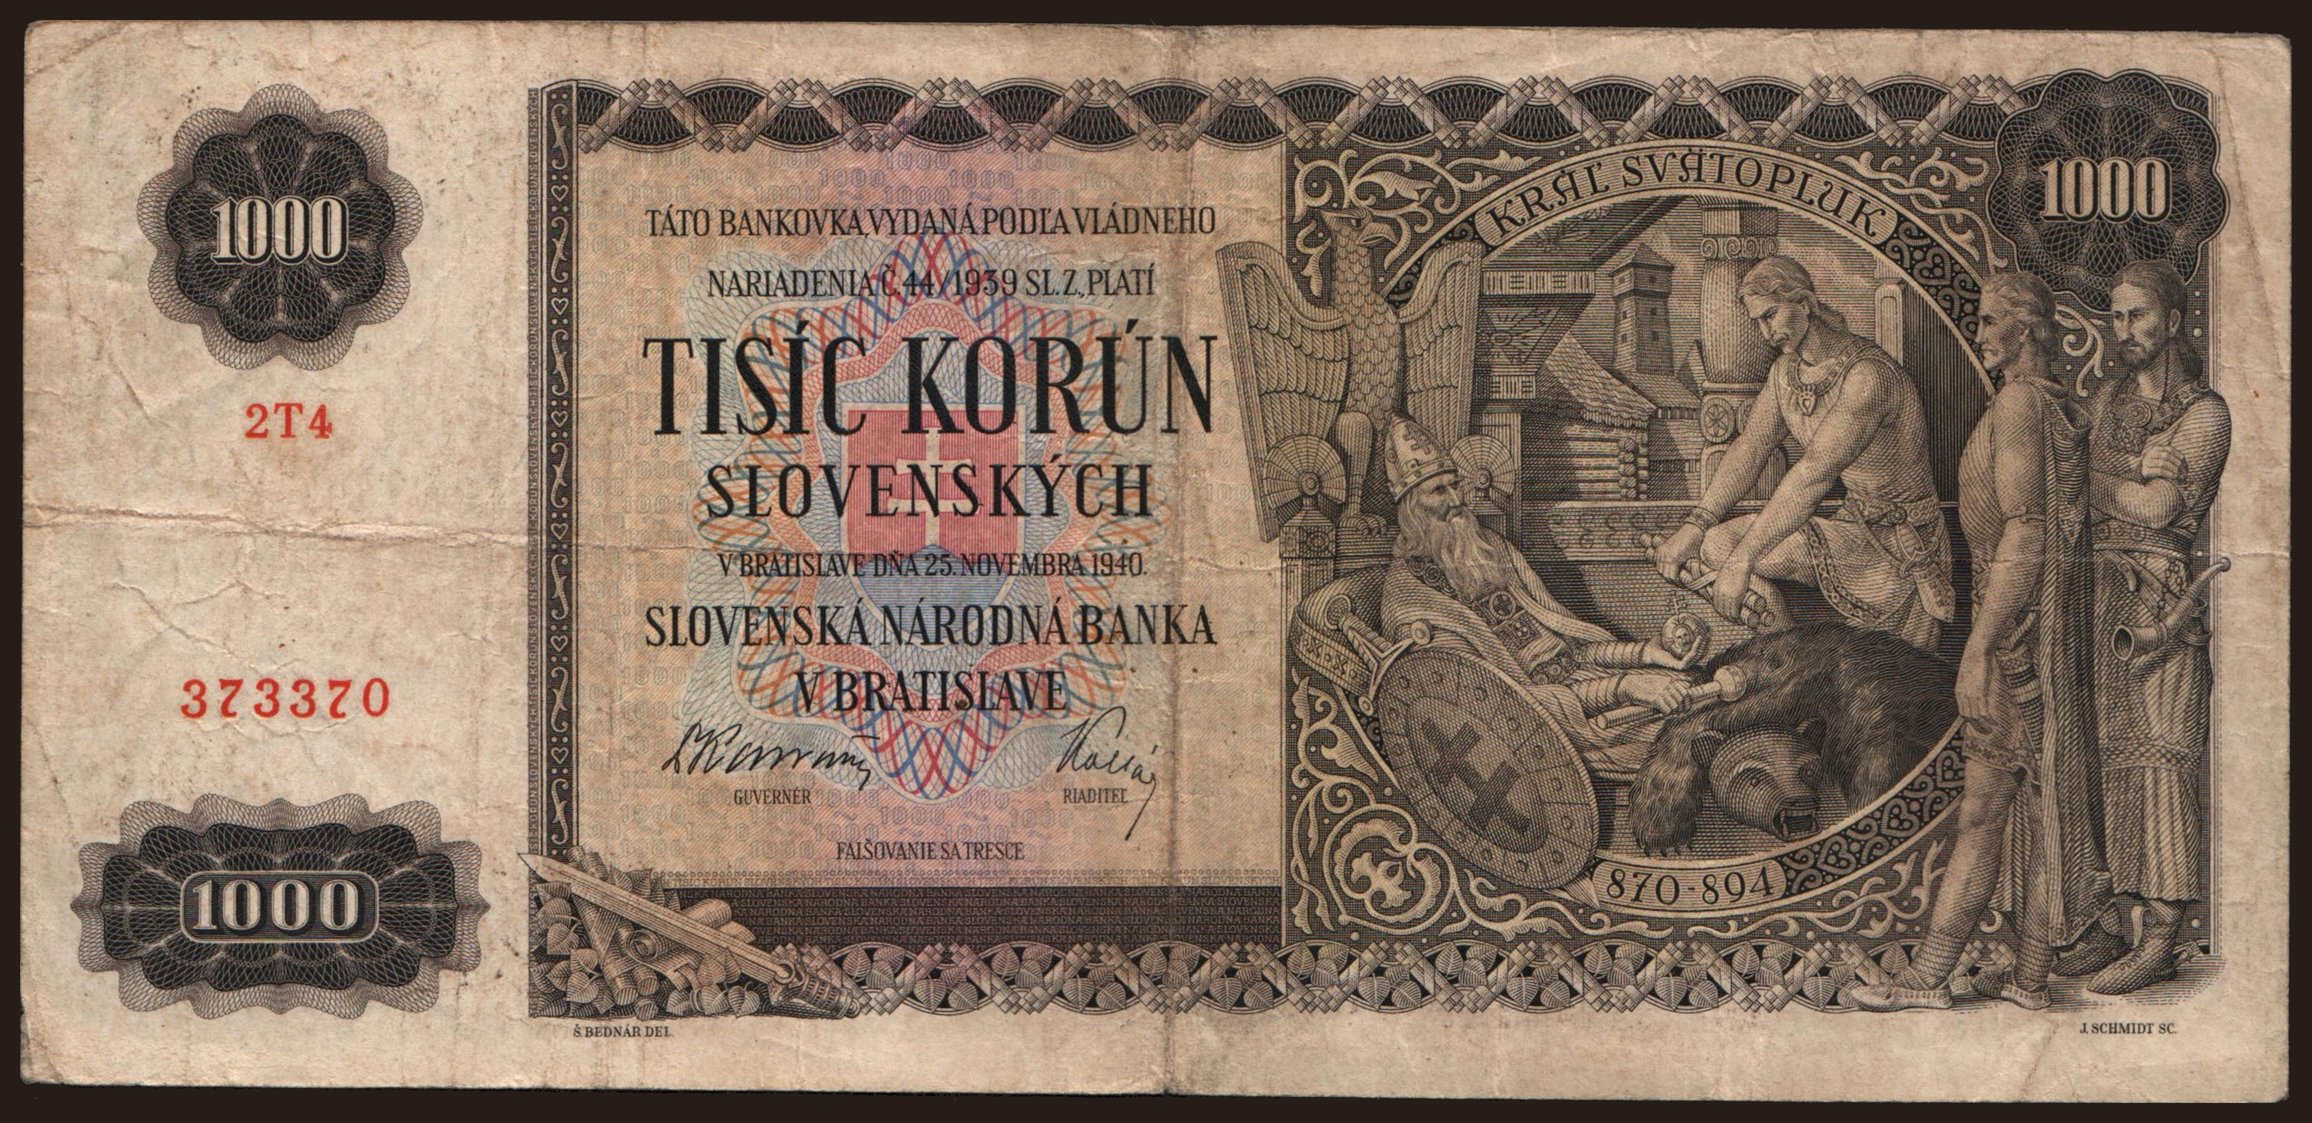 1000
2T4
373370
1000
TÁTO BANKOVKA VYDANÁ PODĽA VLÁDNEHO
NARIADENIA Č. 44/1939 SL. Z., PLATÍ
TISÍC KORÚN
SLOVENSKÝCH
V BRATISLAVE DŇA 25. NOVEMBRA 1940.
SLOVENSKÁ NÁRODNÁ BANKA
V BRATISLAVE
GUVERNÉR
RIADITEĽ
FALŠOVANIE SA TRESCE
KRÁĽ SVÄTOPLUK
1000
870-894
Š. BEDNÁR DEL.
J. SCHMIDT SC.